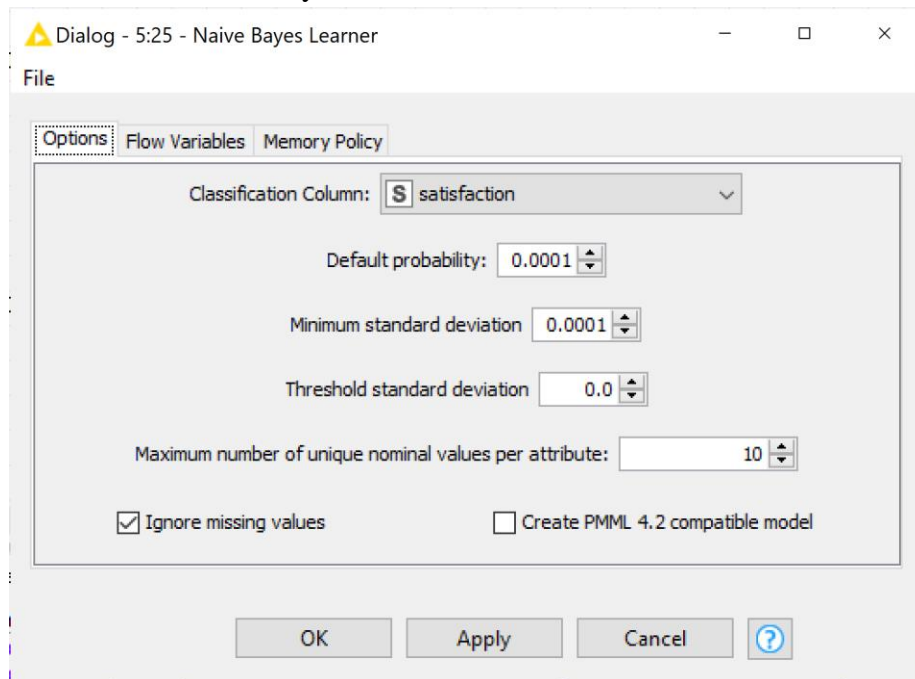 Dialog - 5:25 - Naive Bayes Learner
File
Options Flow Variables Memory Policy
Classification Column: S satisfaction
Default probability: 0.0001
Minimum standard deviation 0.0001
Threshold standard deviation 0.0
Maximum number of unique nominal values per attribute: 10
Ignore missing values Create PMML 4.2 compatible model
OK Apply Cancel ?